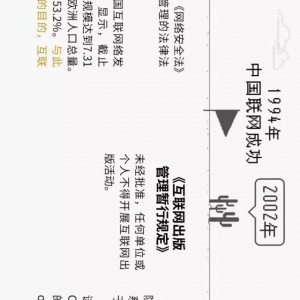 1994年
中国联网成功
2002年
《网络安全法》
管理的法律法
国互联网络发
显示，截止
规模达到7.31
欧洲人口总量。
53.2%。与此
的目的，互联
《互联网出版
管理暂行规定》
未经批准，任何单位或
个人不得开展互联网出
版活动。